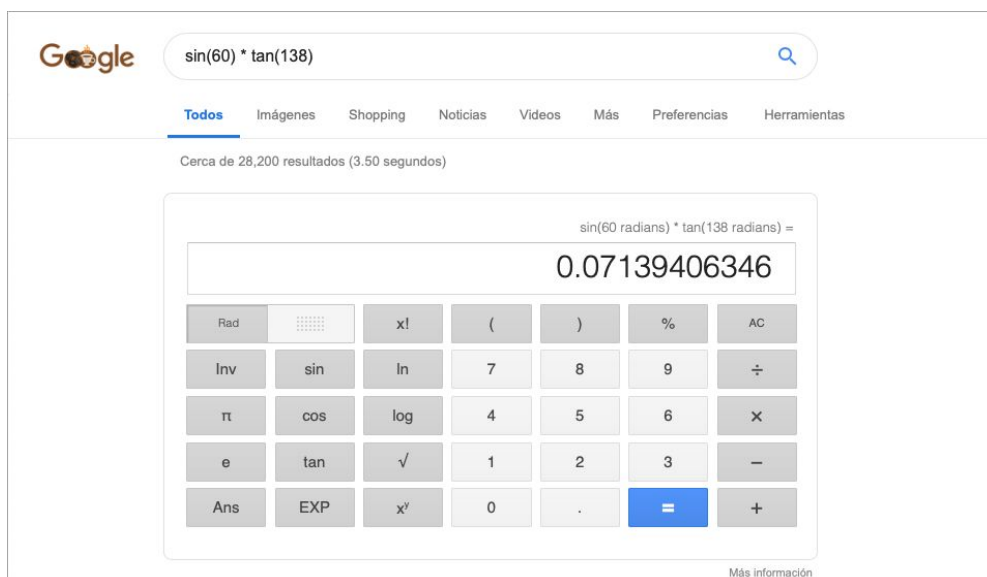 Google
sin(60) * tan(138)
Todos Imágenes Shopping Noticias Videos Más Preferencias Herramientas
Cerca de 28,200 resultados (3.50 segundos)
sin(60 radians) * tan(138 radians) =
0.07139406346
Rad x! ( ) % AC
Inv sin ln 7 8 9 ÷
π cos log 4 5 6 ×
e tan √ 1 2 3 −
Ans EXP xʸ 0 . = +
Más información